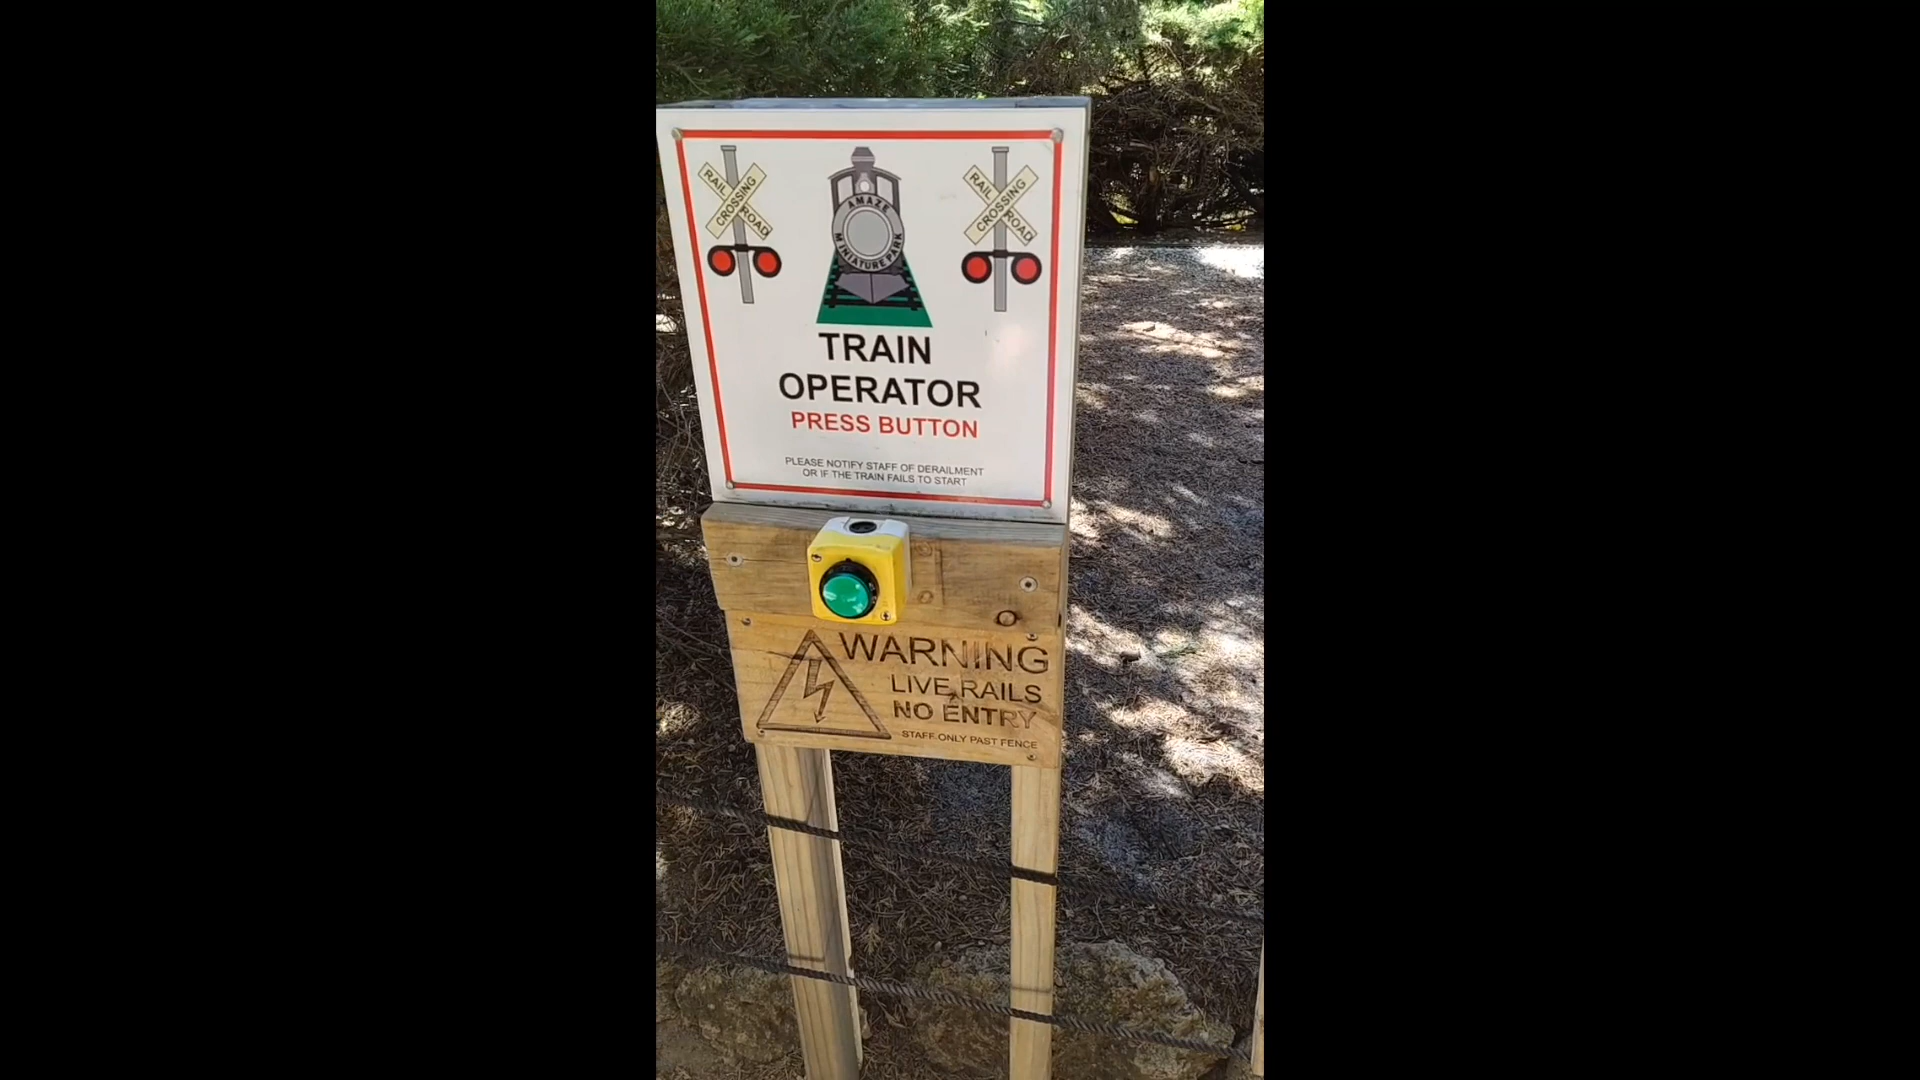 RAIL CROSSING ROAD
AMAZE
MINIATURE PARK
RAIL CROSSING ROAD
TRAIN
OPERATOR
PRESS BUTTON
PLEASE NOTIFY STAFF OF DERAILMENT
OR IF THE TRAIN FAILS TO START
WARNING
LIVE RAILS
NO ENTRY
STAFF ONLY PAST FENCE